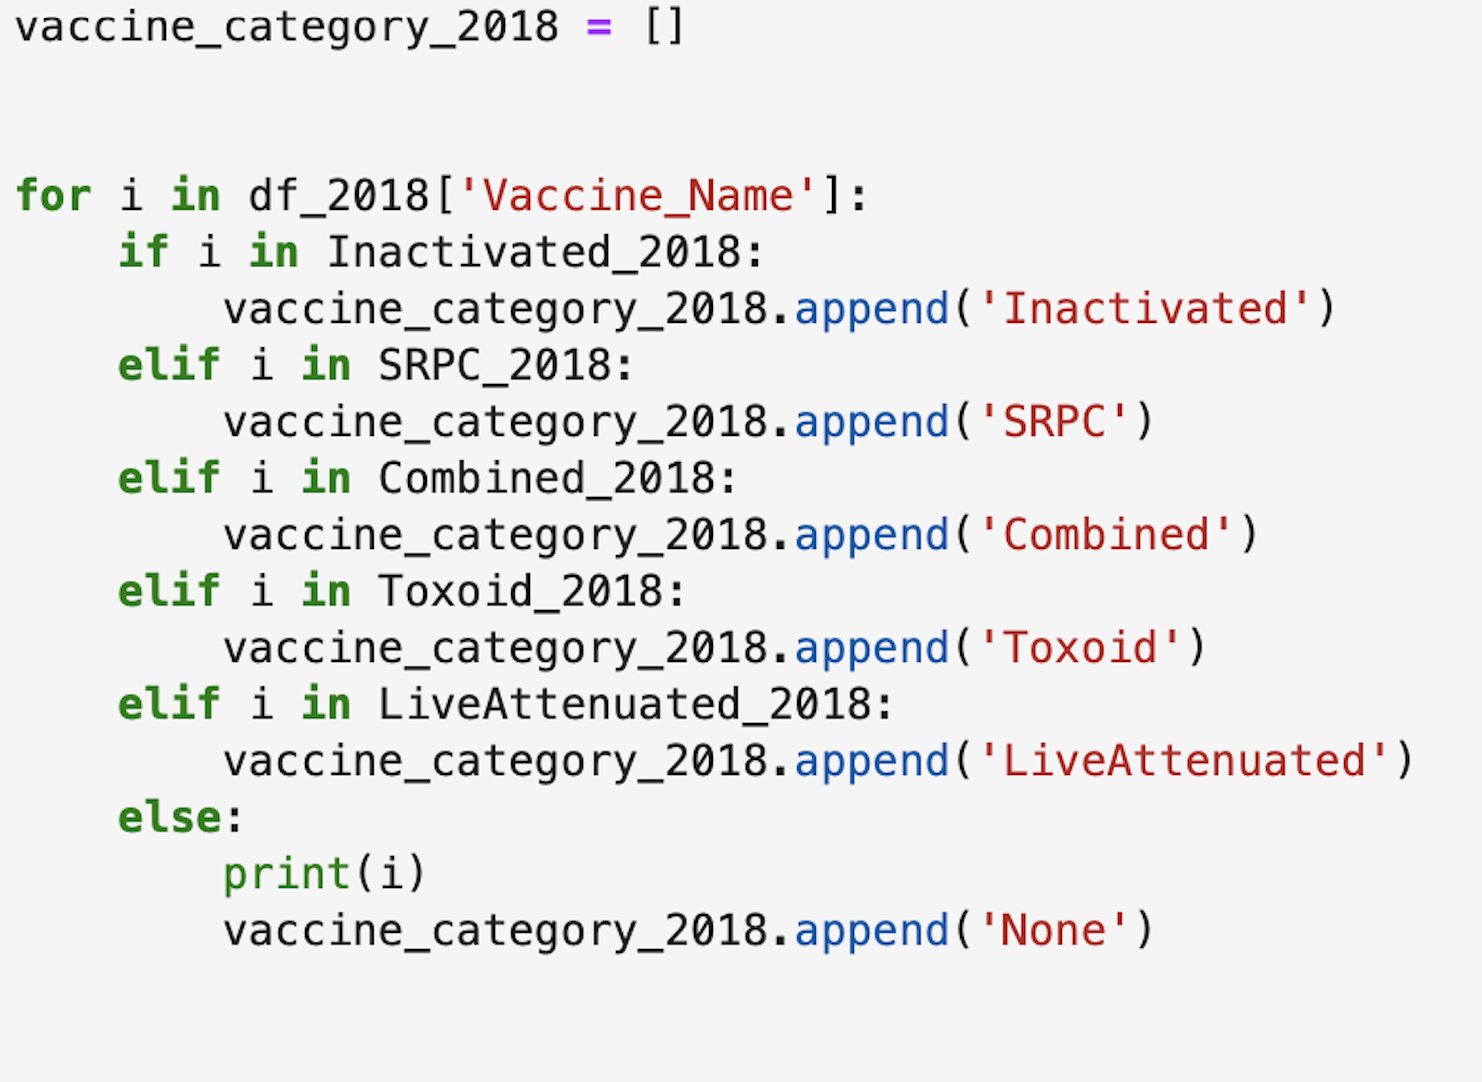 vaccine_category_2018 = []
for i in df_2018['Vaccine_Name']:
    if i in Inactivated_2018:
        vaccine_category_2018.append('Inactivated')
    elif i in SRPC_2018:
        vaccine_category_2018.append('SRPC')
    elif i in Combined_2018:
        vaccine_category_2018.append('Combined')
    elif i in Toxoid_2018:
        vaccine_category_2018.append('Toxoid')
    elif i in LiveAttenuated_2018:
        vaccine_category_2018.append('LiveAttenuated')
    else:
        print(i)
        vaccine_category_2018.append('None')